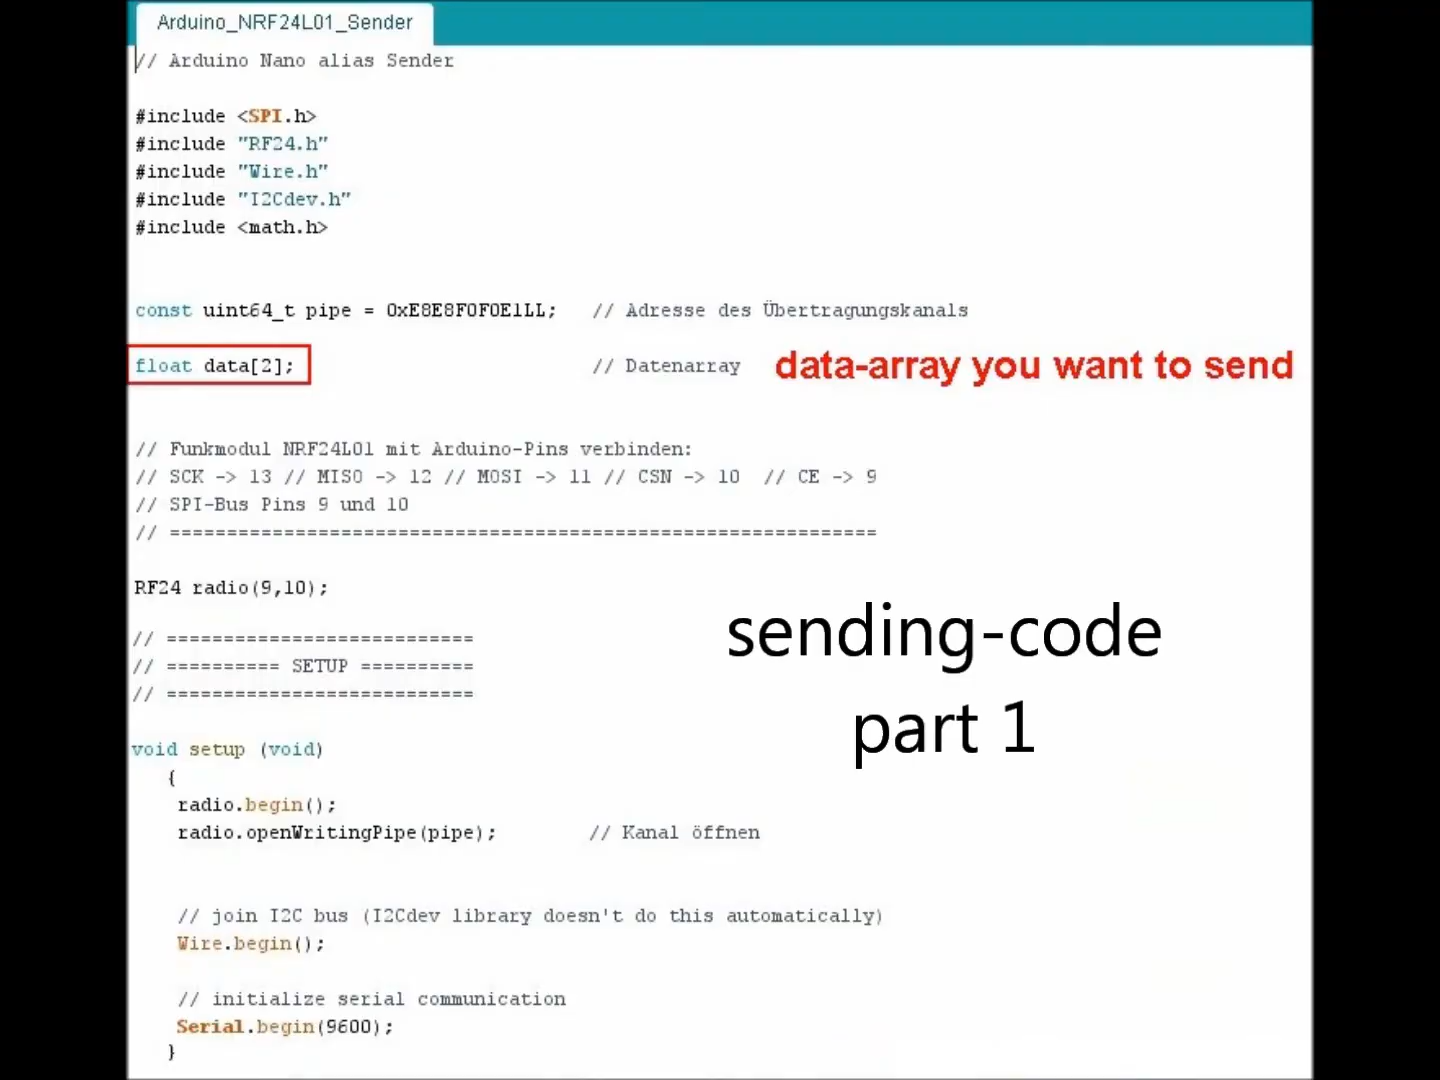 Arduino_NRF24L01_Sender
// Arduino Nano alias Sender
#include <SPI.h>
#include "RF24.h"
#include "Wire.h"
#include "I2Cdev.h"
#include <math.h>
const uint64_t pipe = 0xE8E8F0F0E1LL; // Adresse des Übertragungskanals
float data[2]; // Datenarray data-array you want to send
// Funkmodul NRF24L01 mit Arduino-Pins verbinden:
// SCK -> 13 // MISO -> 12 // MOSI -> 11 // CSN -> 10 // CE -> 9
// SPI-Bus Pins 9 und 10
// ==============================================================
RF24 radio(9,10);
// ===========================
// ========== SETUP ==========
// ===========================
sending-code
part 1
void setup (void)
{
radio.begin();
radio.openWritingPipe(pipe); // Kanal öffnen
// join I2C bus (I2Cdev library doesn't do this automatically)
Wire.begin();
// initialize serial communication
Serial.begin(9600);
}